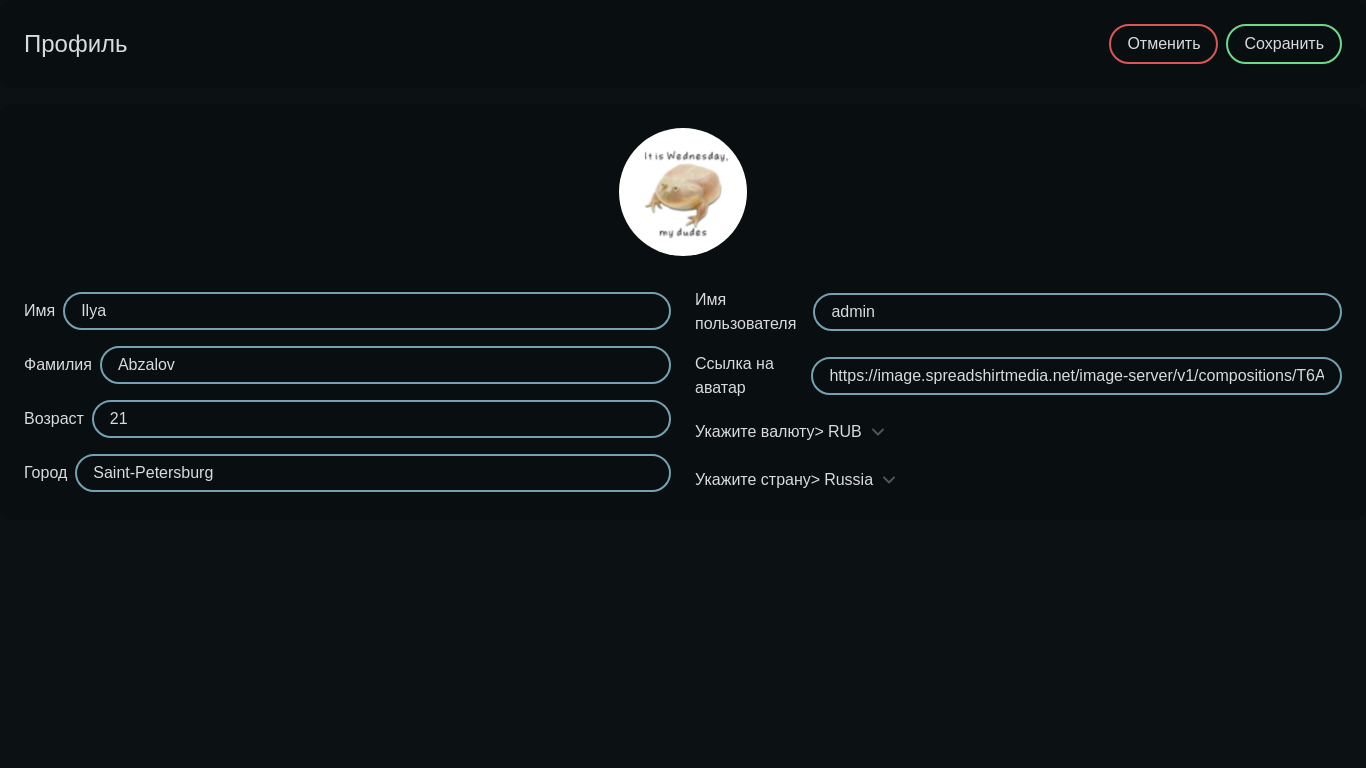 Профиль
Отменить
Сохранить
It is Wednesday,
my dudes
Имя
Ilya
Фамилия
Abzalov
Возраст
21
Город
Saint-Petersburg
Имя
пользователя
admin
Ссылка на
аватар
https://image.spreadshirtmedia.net/image-server/v1/compositions/T6A
Укажите валюту> RUB
Укажите страну> Russia